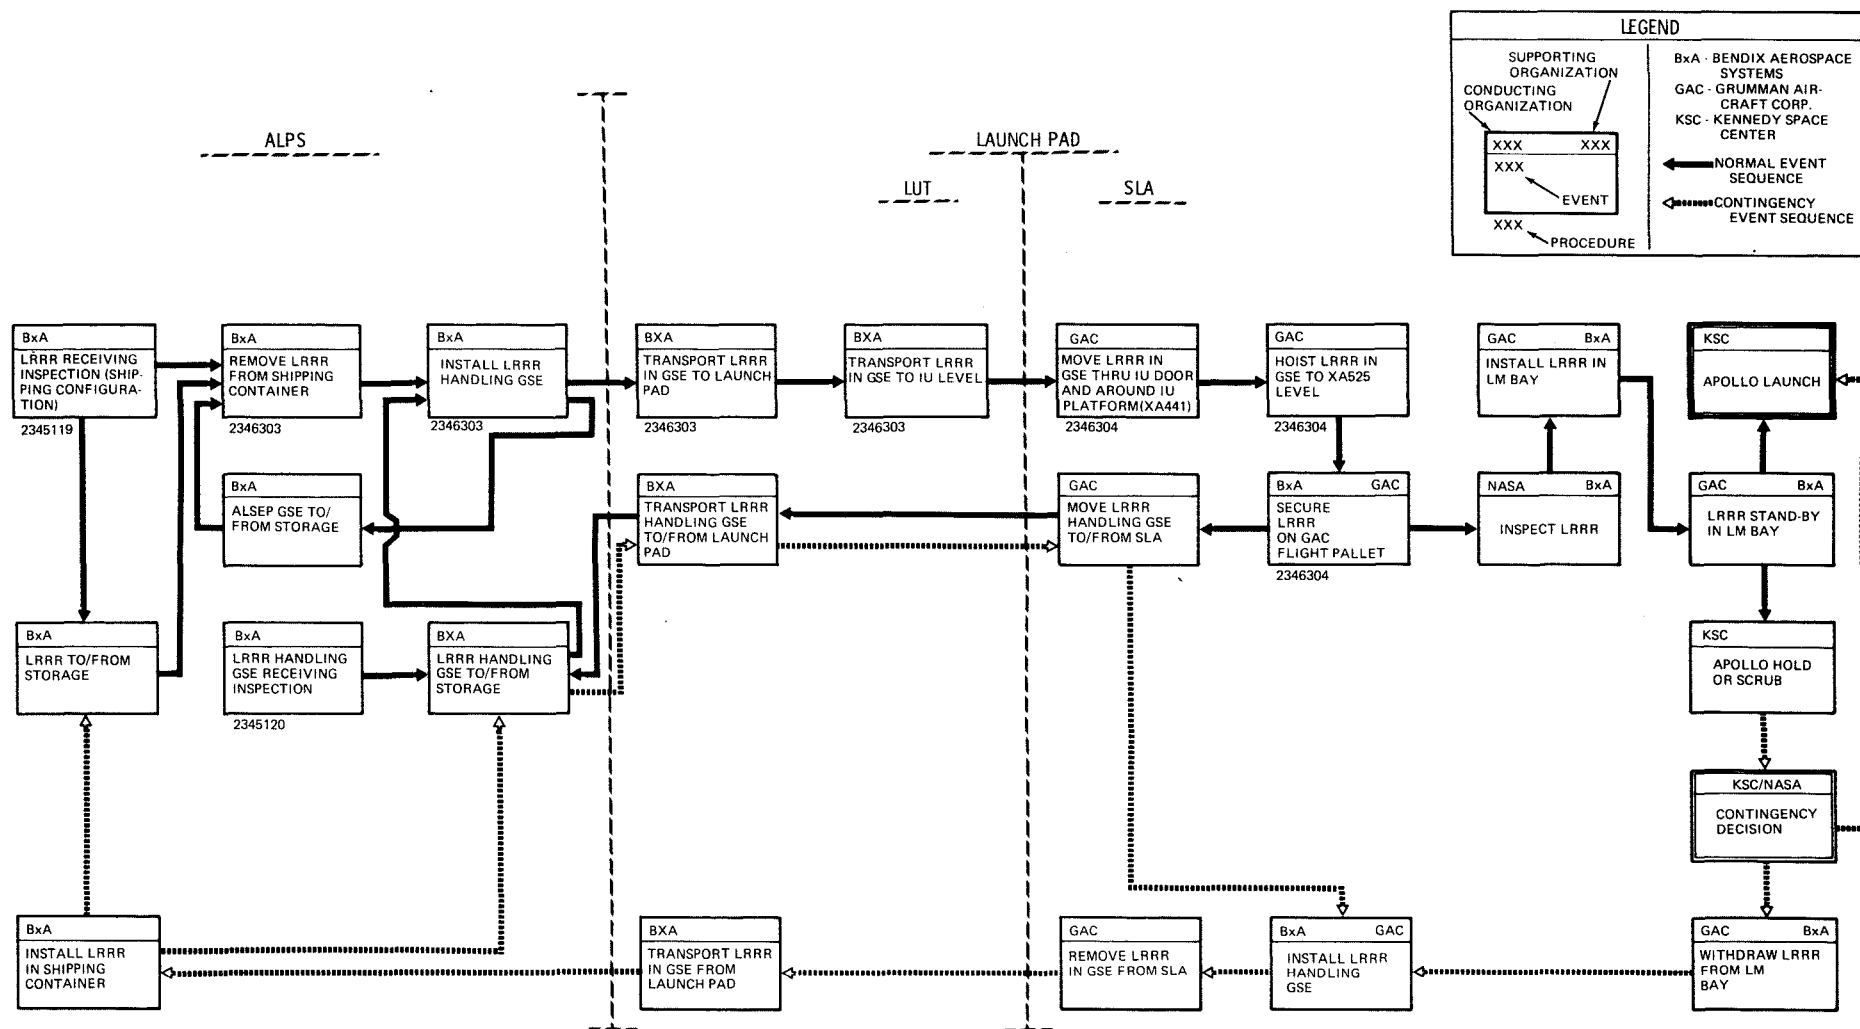 LEGEND
SUPPORTING
ORGANIZATION
CONDUCTING
ORGANIZATION
XXX XXX
XXX
EVENT
XXX
PROCEDURE
BxA - BENDIX AEROSPACE
SYSTEMS
GAC - GRUMMAN AIR-
CRAFT CORP.
KSC - KENNEDY SPACE
CENTER
NORMAL EVENT
SEQUENCE
CONTINGENCY
EVENT SEQUENCE
ALPS
LAUNCH PAD
LUT
SLA
BxA
LRRR RECEIVING
INSPECTION (SHIP-
PING CONFIGURA-
TION)
2345119
BxA
REMOVE LRRR
FROM SHIPPING
CONTAINER
2346303
BxA
INSTALL LRRR
HANDLING GSE
2346303
BXA
TRANSPORT LRRR
IN GSE TO LAUNCH
PAD
2346303
BXA
TRANSPORT LRRR
IN GSE TO IU LEVEL
2346303
GAC
MOVE LRRR IN
GSE THRU IU DOOR
AND AROUND IU
PLATFORM(XA441)
2346304
GAC
HOIST LRRR IN
GSE TO XA525
LEVEL
2346304
GAC BxA
INSTALL LRRR IN
LM BAY
KSC
APOLLO LAUNCH
BxA
ALSEP GSE TO/
FROM STORAGE
BXA
TRANSPORT LRRR
HANDLING GSE
TO/FROM LAUNCH
PAD
GAC
MOVE LRRR
HANDLING GSE
TO/FROM SLA
BxA GAC
SECURE
LRRR
ON GAC
FLIGHT PALLET
2346304
NASA BxA
INSPECT LRRR
GAC BxA
LRRR STAND-BY
IN LM BAY
BxA
LRRR TO/FROM
STORAGE
BxA
LRRR HANDLING
GSE RECEIVING
INSPECTION
2345120
BXA
LRRR HANDLING
GSE TO/FROM
STORAGE
KSC
APOLLO HOLD
OR SCRUB
KSC/NASA
CONTINGENCY
DECISION
BxA
INSTALL LRRR
IN SHIPPING
CONTAINER
BXA
TRANSPORT LRRR
IN GSE FROM
LAUNCH PAD
GAC
REMOVE LRRR
IN GSE FROM SLA
BxA GAC
INSTALL LRRR
HANDLING
GSE
GAC BxA
WITHDRAW LRRR
FROM LM
BAY